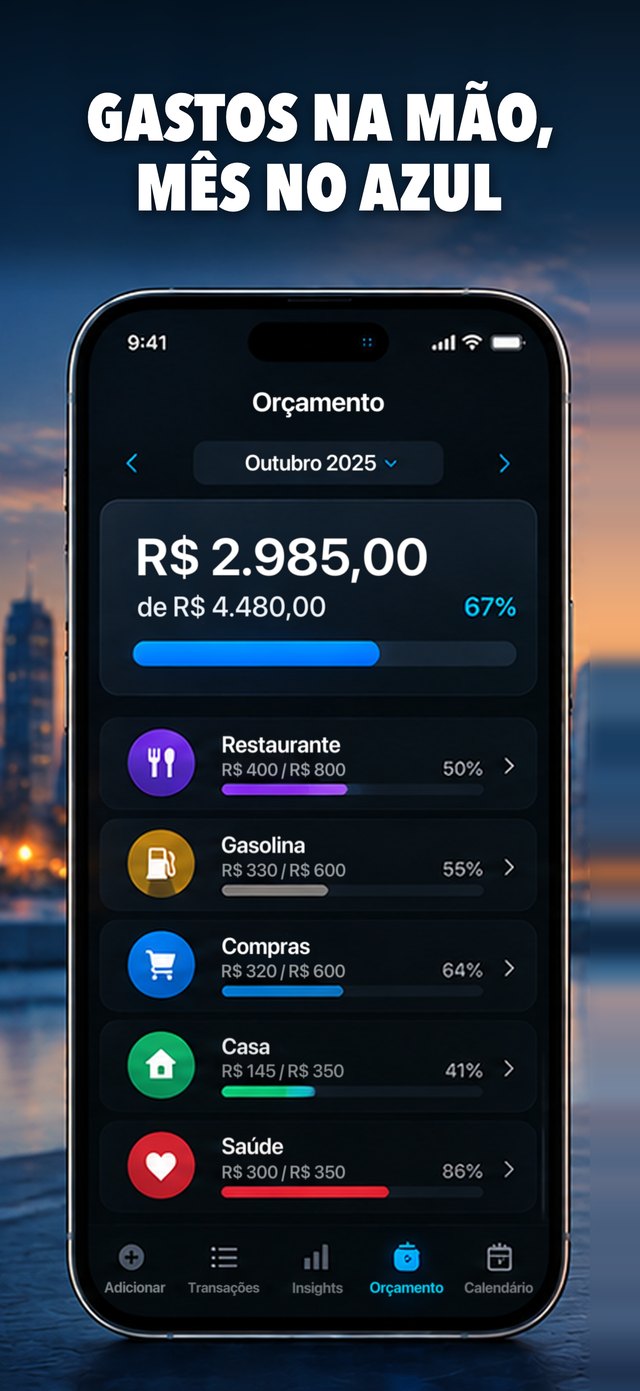 GASTOS NA MÃO,
MÊS NO AZUL
9:41
Orçamento
Outubro 2025
R$ 2.985,00
de R$ 4.480,00 67%
Restaurante
R$ 400 / R$ 800 50%
Gasolina
R$ 330 / R$ 600 55%
Compras
R$ 320 / R$ 600 64%
Casa
R$ 145 / R$ 350 41%
Saúde
R$ 300 / R$ 350 86%
Adicionar Transações Insights Orçamento Calendário